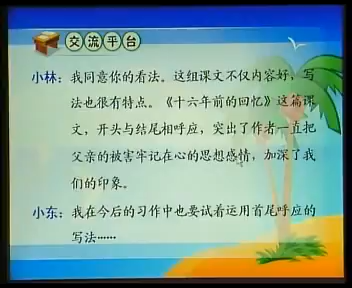 交流平台
小林：我同意你的看法。这组课文不仅内容好，写
法也很有特点。《十六年前的回忆》这篇课
文，开头与结尾相呼应，突出了作者一直把
父亲的被害牢记在心的思想感情，加深了我
们的印象。
小东：我在今后的习作中也要试着运用首尾呼应的
写法……